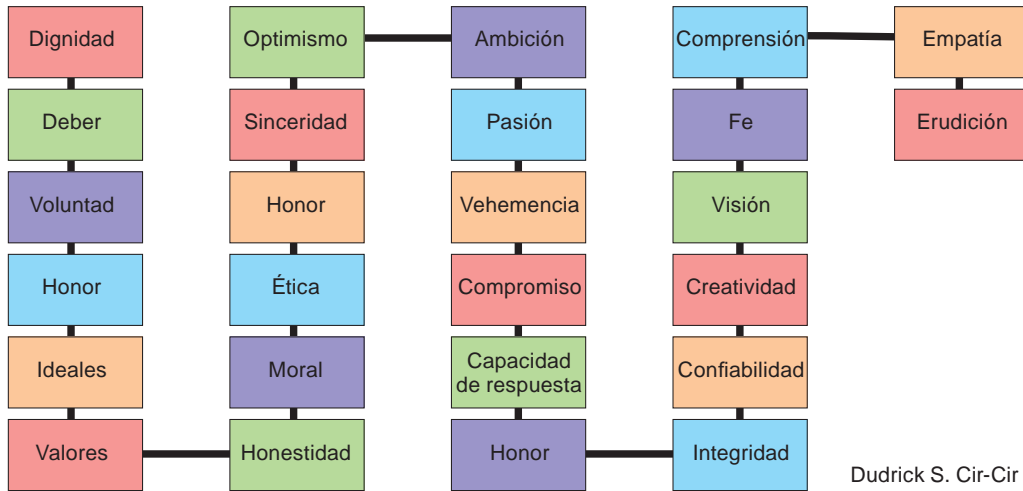 Dignidad
Deber
Voluntad
Honor
Ideales
Valores
Optimismo
Sinceridad
Honor
Ética
Moral
Honestidad
Ambición
Pasión
Vehemencia
Compromiso
Capacidad
de respuesta
Honor
Comprensión
Fe
Visión
Creatividad
Confiabilidad
Integridad
Empatía
Erudición
Dudrick S. Cir-Cir